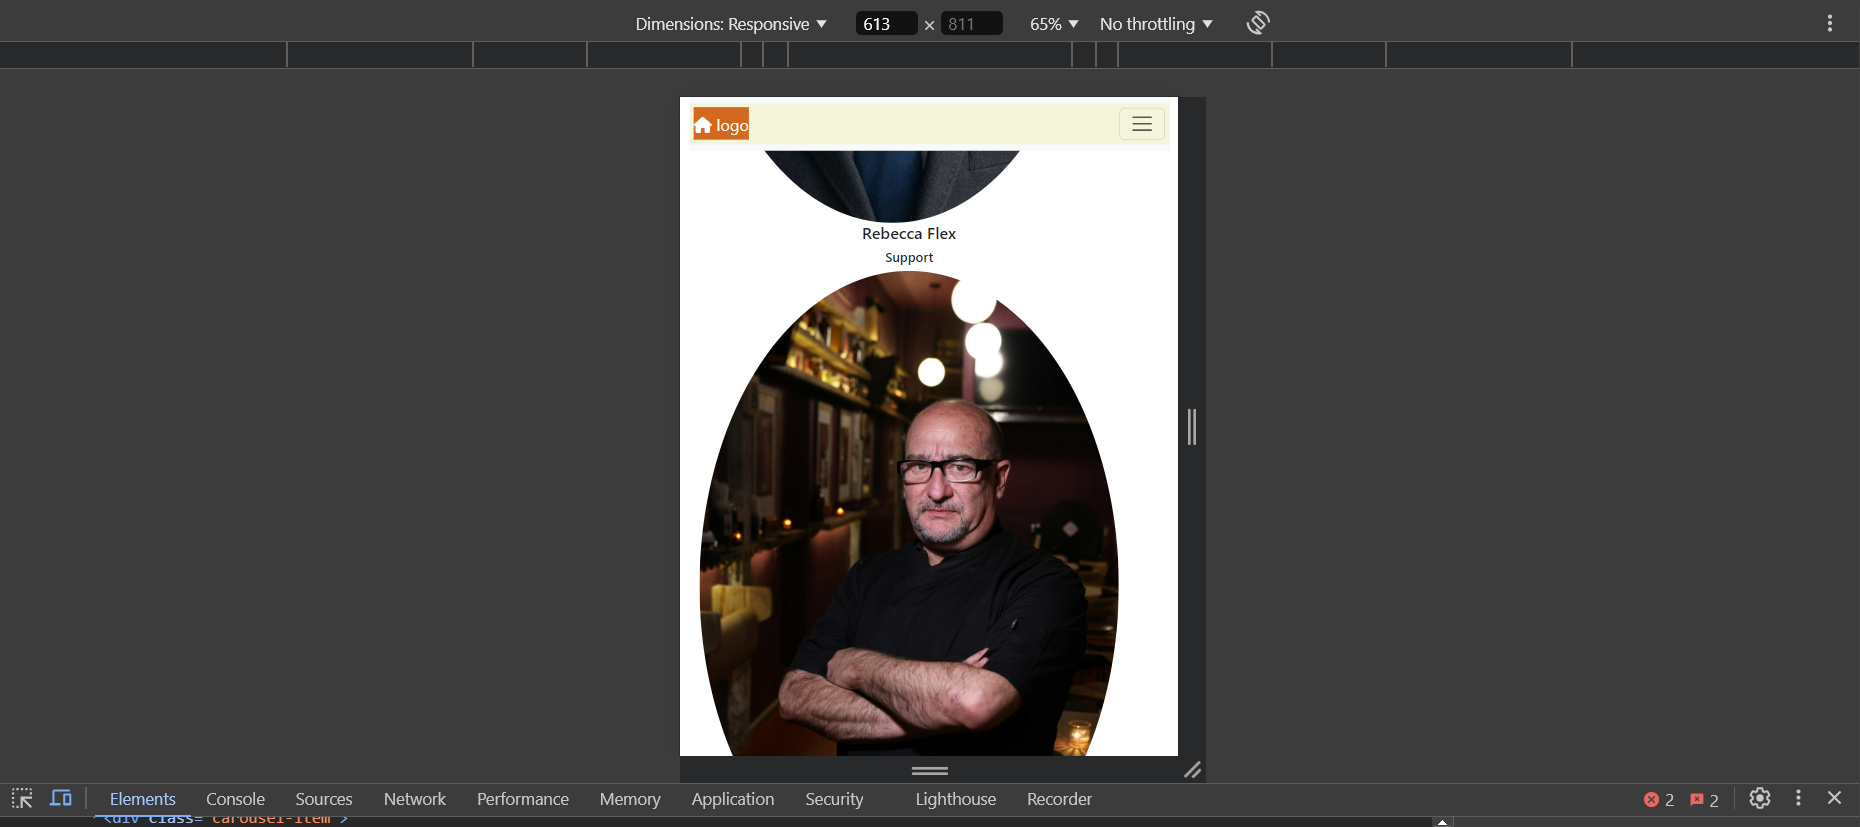 Dimensions: Responsive ▼ 613 × 811 65% ▼ No throttling ▼
logo
Rebecca Flex
Support
Elements Console Sources Network Performance Memory Application Security Lighthouse Recorder 2 2
<div class="carousel-item">